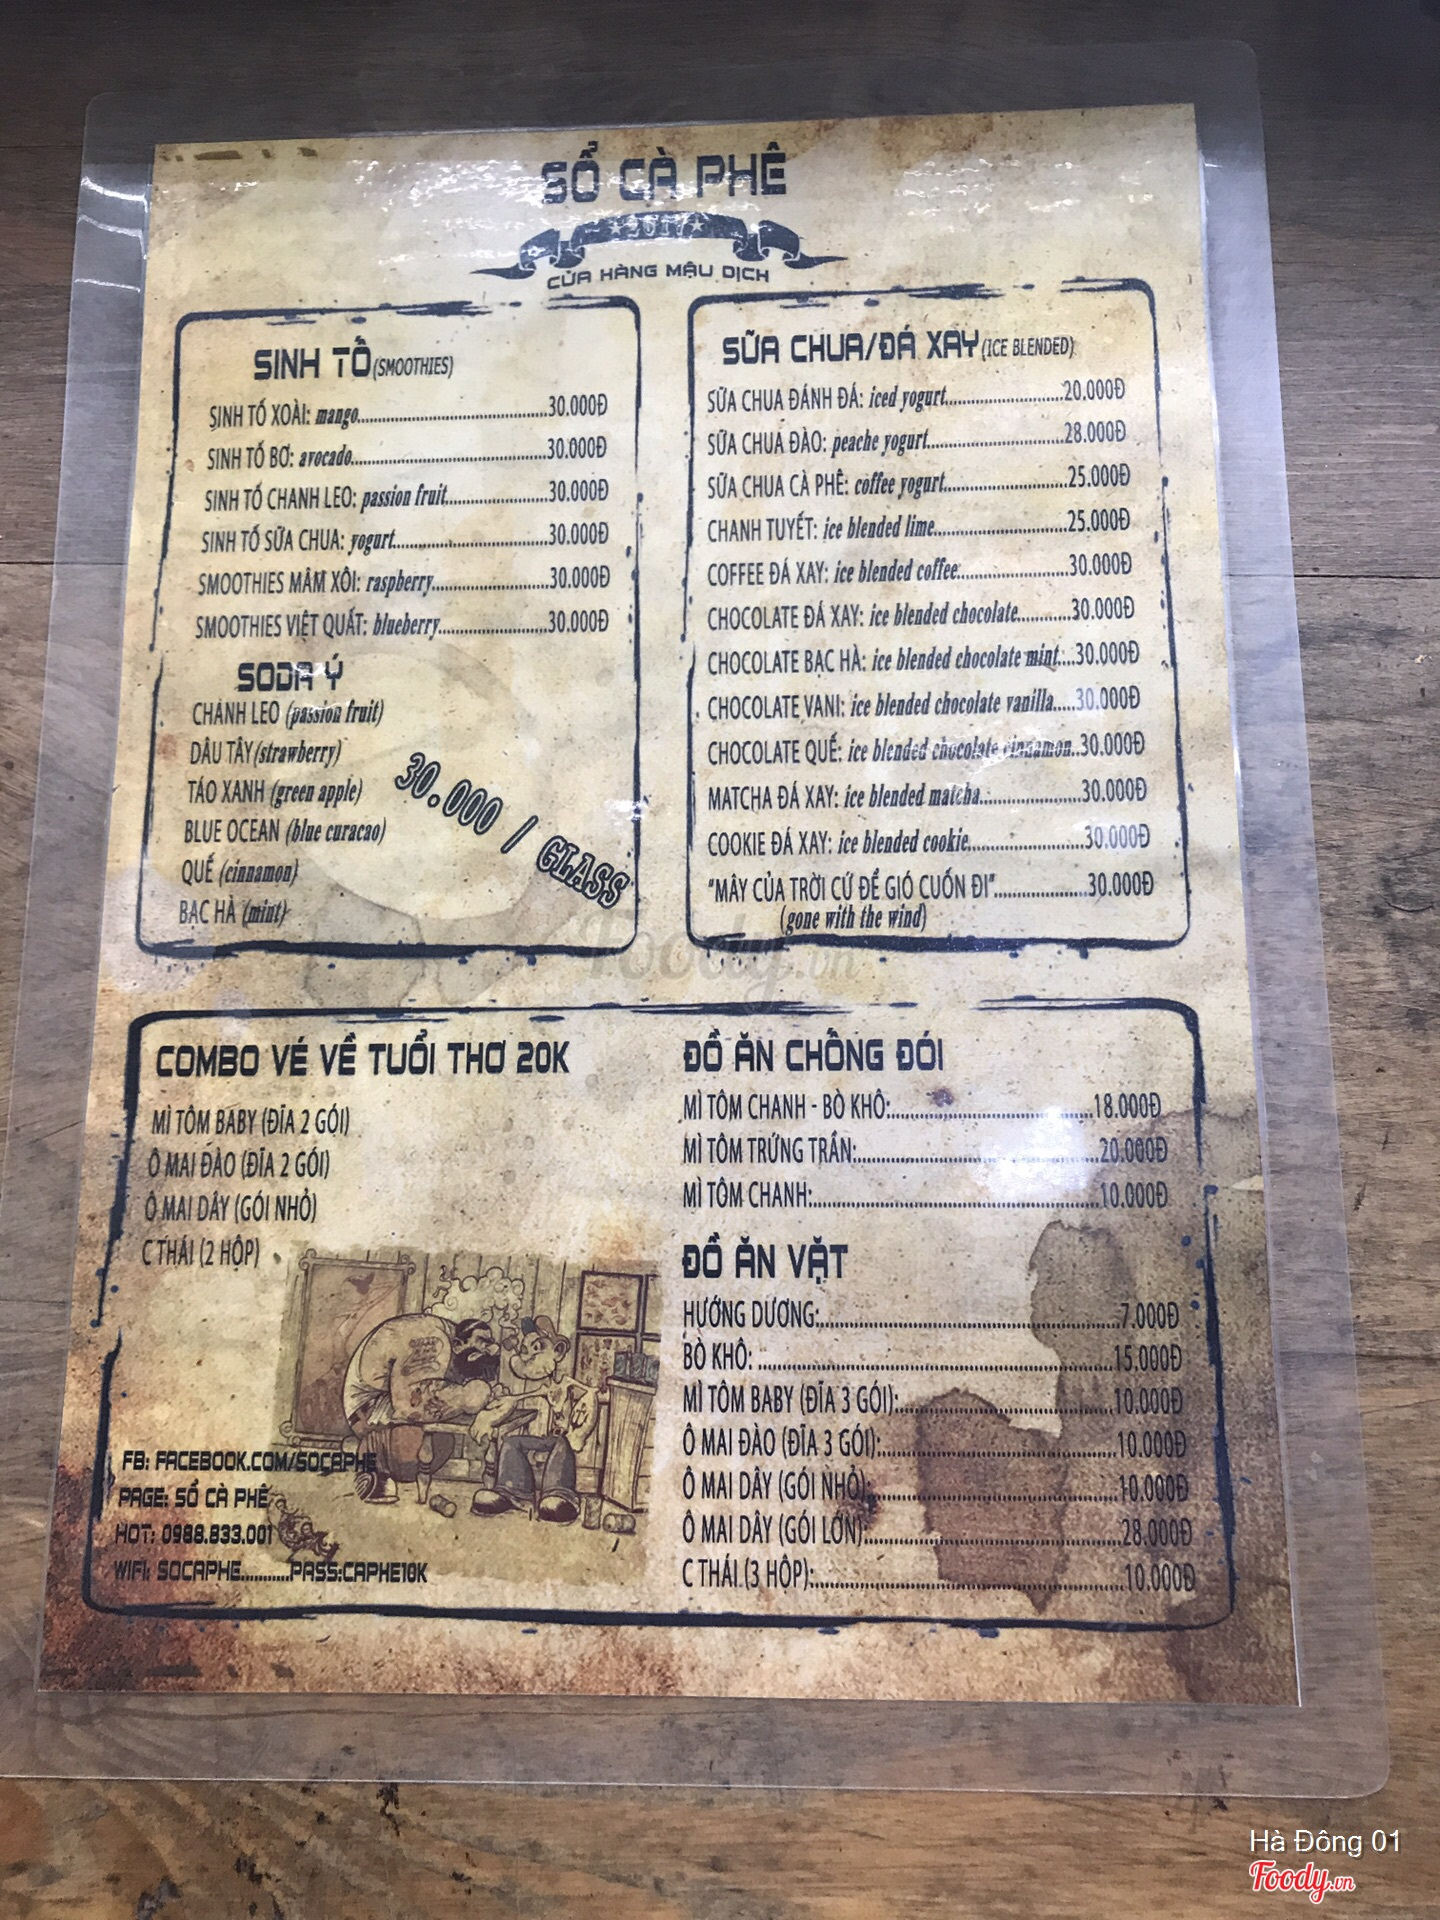 SỔ CÀ PHÊ
2017
CỬA HÀNG MẬU DỊCH
SINH TỐ (SMOOTHIES)
SINH TỐ XOÀI: mango..........30.000Đ
SINH TỐ BƠ: avocado..........30.000Đ
SINH TỐ CHANH LEO: passion fruit..........30.000Đ
SINH TỐ SỮA CHUA: yogurt..........30.000Đ
SMOOTHIES MÂM XÔI: raspberry..........30.000Đ
SMOOTHIES VIỆT QUẤT: blueberry..........30.000Đ
SODA Ý
CHANH LEO (passion fruit)
DÂU TÂY(strawberry)
TÁO XANH (green apple)
BLUE OCEAN (blue curacao)
QUẾ (cinnamon)
BẠC HÀ (mint)
30.000 / GLASS
SỮA CHUA/ĐÁ XAY (ICE BLENDED)
SỮA CHUA ĐÁNH ĐÁ: iced yogurt..........20.000Đ
SỮA CHUA ĐÀO: peache yogurt..........28.000Đ
SỮA CHUA CÀ PHÊ: coffee yogurt..........25.000Đ
CHANH TUYẾT: ice blended lime..........25.000Đ
COFFEE ĐÁ XAY: ice blended coffee..........30.000Đ
CHOCOLATE ĐÁ XAY: ice blended chocolate..........30.000Đ
CHOCOLATE BẠC HÀ: ice blended chocolate mint....30.000Đ
CHOCOLATE VANI: ice blended chocolate vanilla.....30.000Đ
CHOCOLATE QUẾ: ice blended chocolate cinnamon..30.000Đ
MATCHA ĐÁ XAY: ice blended matcha..........30.000Đ
COOKIE ĐÁ XAY: ice blended cookie..........30.000Đ
"MÂY CỦA TRỜI CỨ ĐỂ GIÓ CUỐN ĐI"..........30.000Đ
(gone with the wind)
COMBO VÉ VỀ TUỔI THƠ 20K
MÌ TÔM BABY (ĐĨA 2 GÓI)
Ô MAI ĐÀO (ĐĨA 2 GÓI)
Ô MAI DÂY (GÓI NHỎ)
C THÁI (2 HỘP)
FB: FACEBOOK.COM/SOCAPHE
PAGE: SỔ CÀ PHÊ
HOT: 0988.833.001
WIFI: SOCAPHE..........PASS:CAPHE10K
ĐỒ ĂN CHỐNG ĐÓI
MÌ TÔM CHANH - BÒ KHÔ:..........18.000Đ
MÌ TÔM TRỨNG TRẦN:..........20.000Đ
MÌ TÔM CHANH:..........10.000Đ
ĐỒ ĂN VẶT
HƯỚNG DƯƠNG:..........7.000Đ
BÒ KHÔ: ..........15.000Đ
MÌ TÔM BABY (ĐĨA 3 GÓI):..........10.000Đ
Ô MAI ĐÀO (ĐĨA 3 GÓI):..........10.000Đ
Ô MAI DÂY (GÓI NHỎ):..........10.000Đ
Ô MAI DÂY (GÓI LỚN):..........28.000Đ
C THÁI (3 HỘP):..........10.000Đ
Foody.vn
Hà Đông 01
Foody.vn